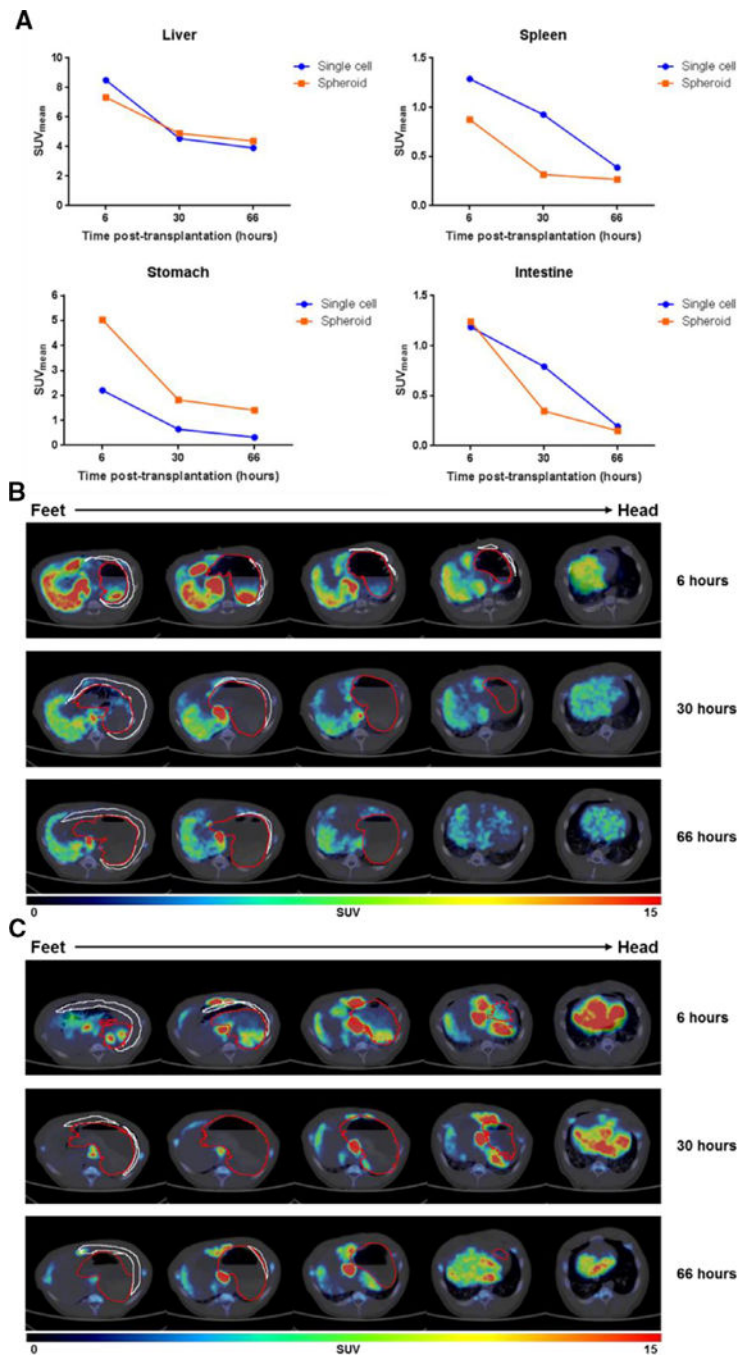 A
Liver
Spleen
10
8
6
4
2
0
SUVmean
6
30
66
Time post-transplantation (hours)
Single cell
Spheroid
1.5
1.0
0.5
0.0
SUVmean
6
30
66
Time post-transplantation (hours)
Single cell
Spheroid
Stomach
Intestine
6
5
4
3
2
1
0
SUVmean
6
30
66
Time post-transplantation (hours)
Single cell
Spheroid
1.5
1.0
0.5
0.0
SUVmean
6
30
66
Time post-transplantation (hours)
Single cell
Spheroid
B
Feet
Head
6 hours
30 hours
66 hours
0
SUV
15
C
Feet
Head
6 hours
30 hours
66 hours
0
SUV
15